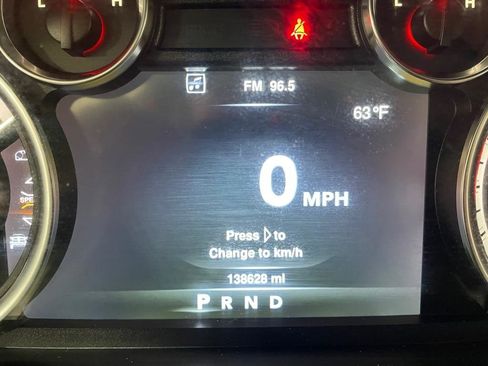 L H L H
FM 96.5
63°F
0 MPH
Press ▷ to
Change to km/h
138628 mi
P R N D